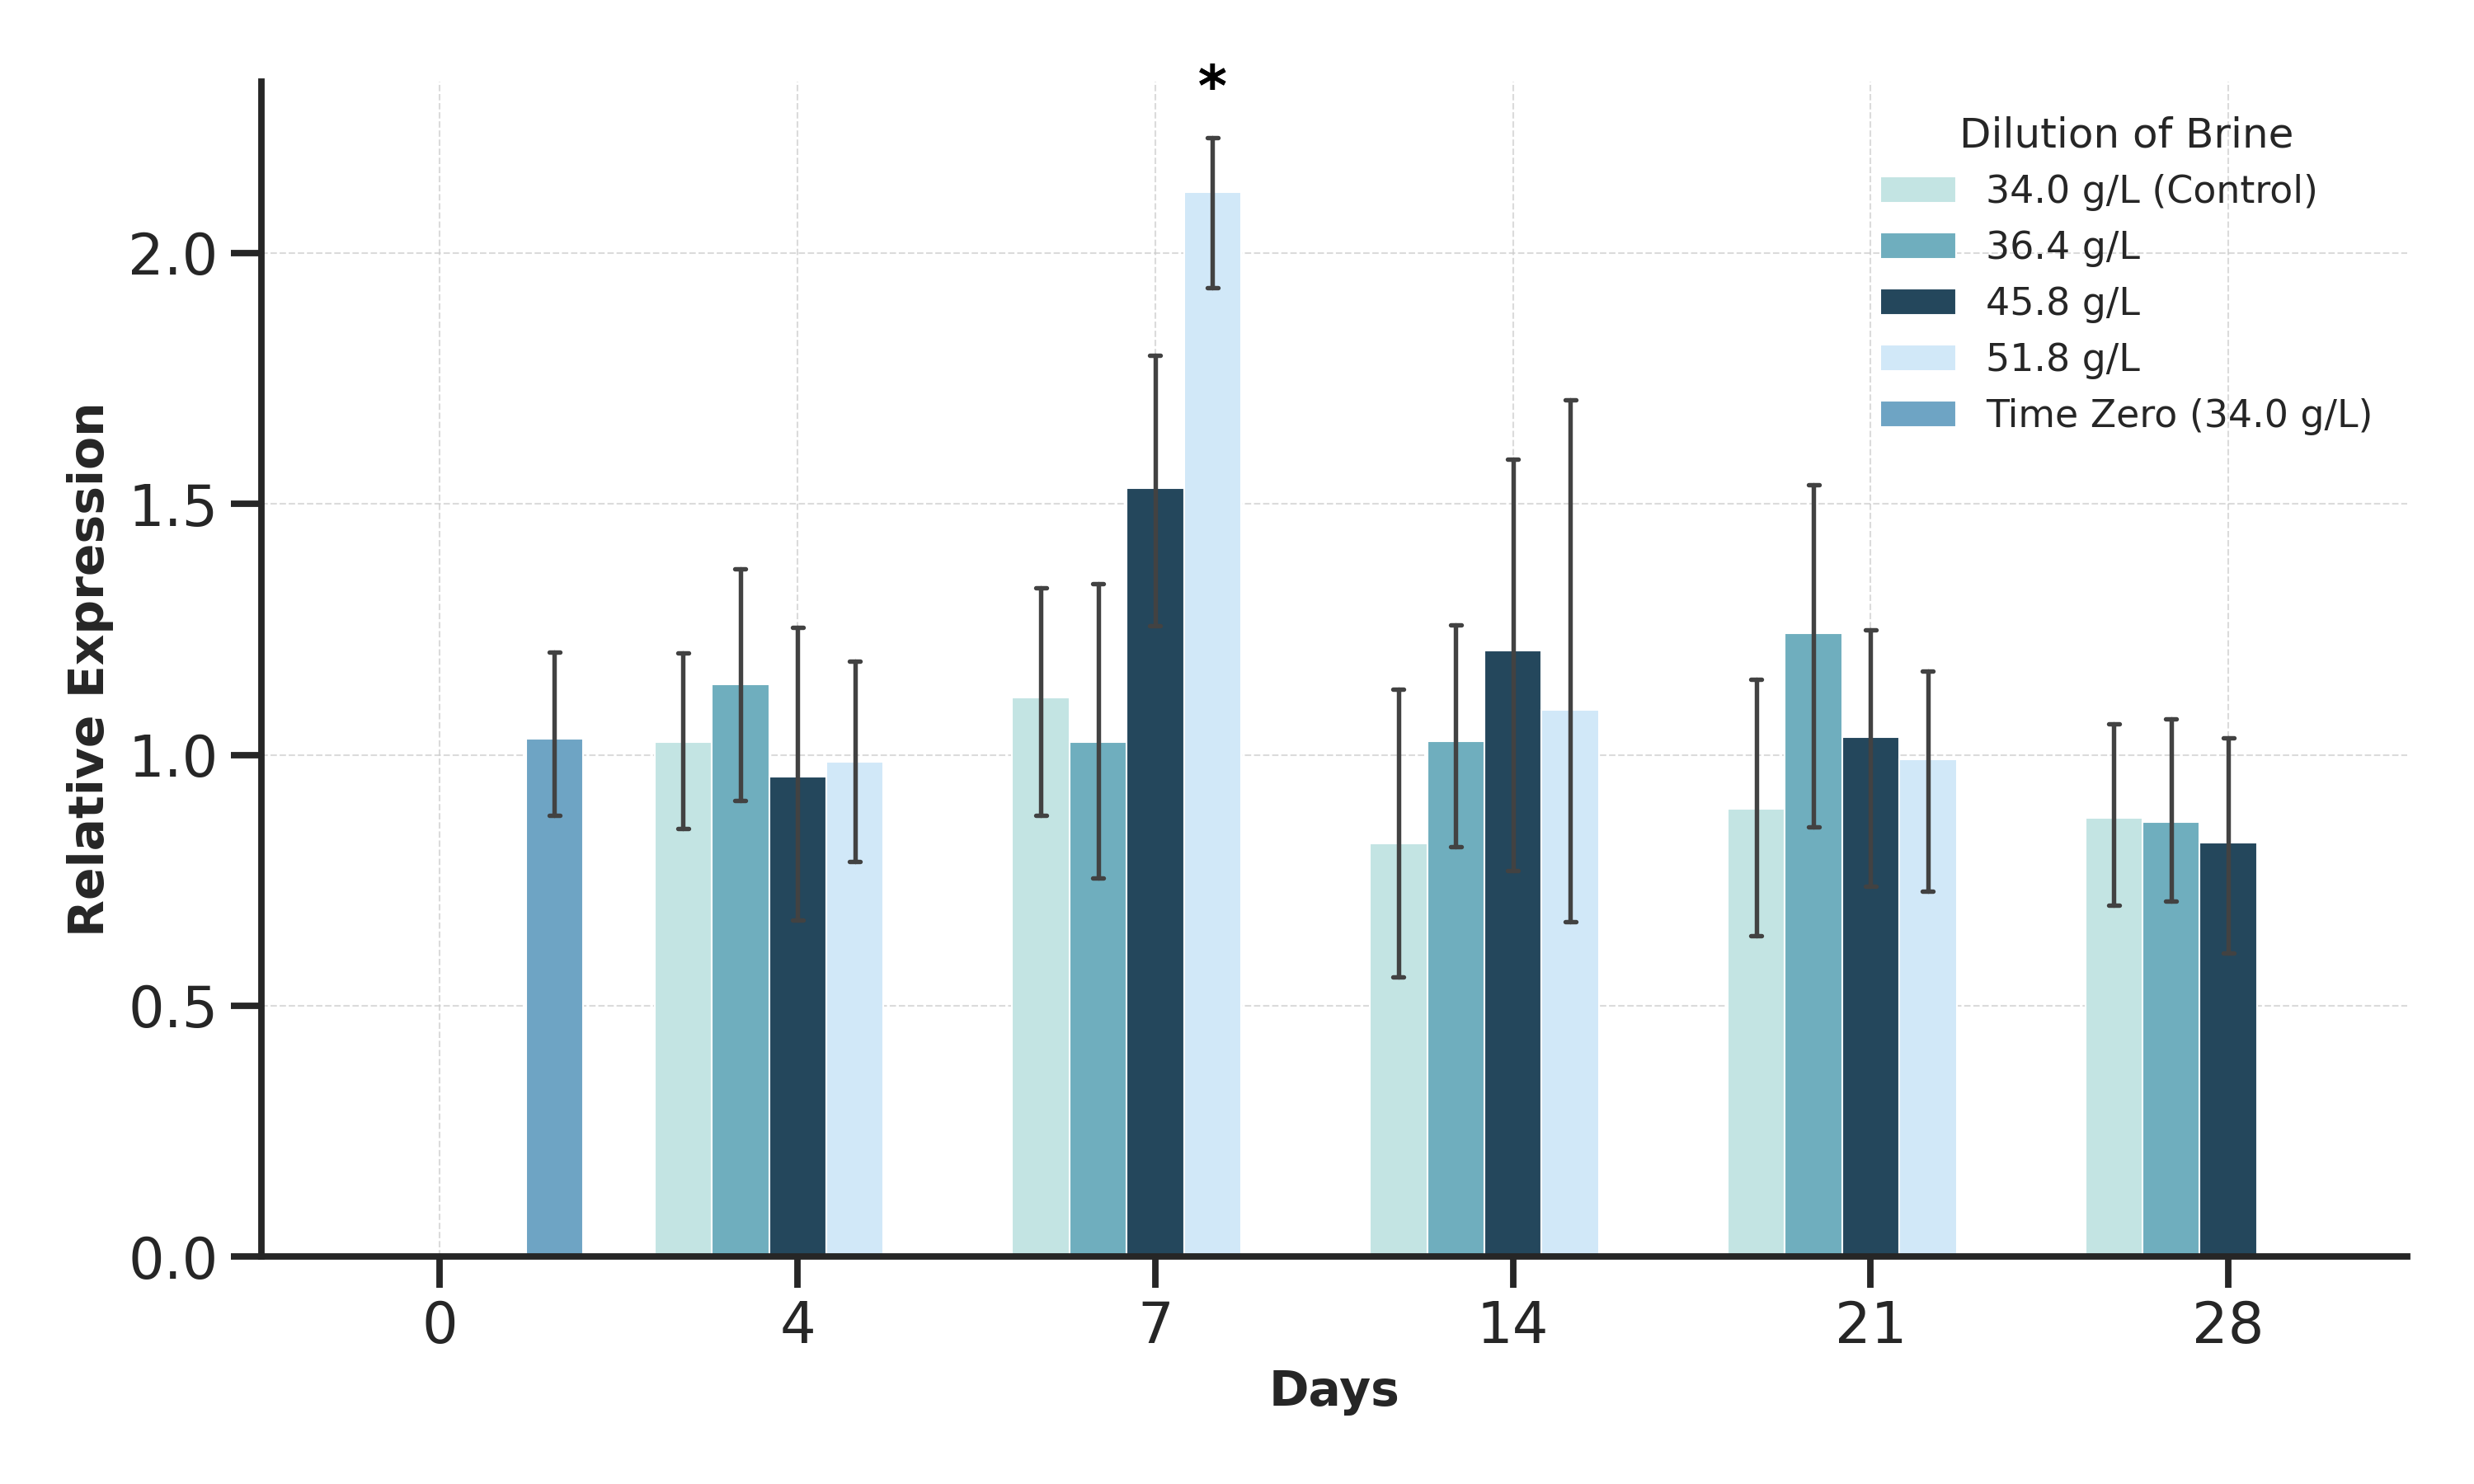 *
Dilution of Brine
34.0 g/L (Control)
36.4 g/L
45.8 g/L
51.8 g/L
Time Zero (34.0 g/L)
Relative Expression
2.0
1.5
1.0
0.5
0.0
0 4 7 14 21 28
Days